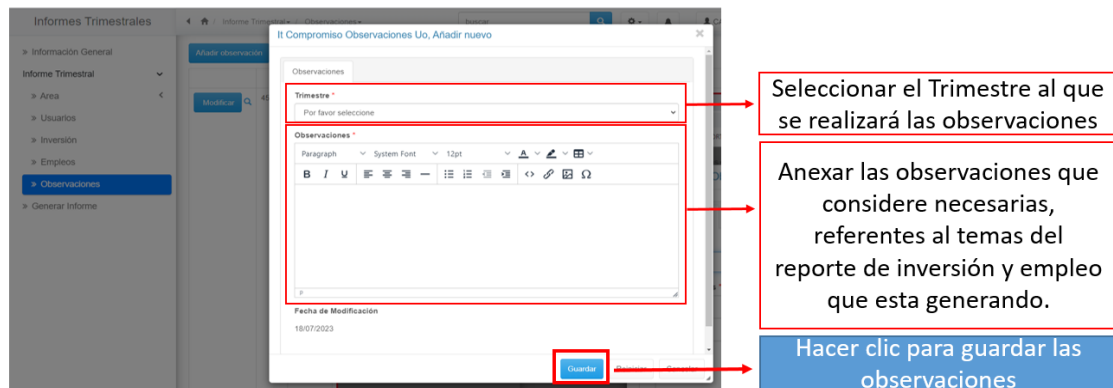 Informes Trimestrales
Informe Trimestral / Observaciones
buscar
» Información General
Informe Trimestral
» Area
» Usuarios
» Inversión
» Empleos
» Observaciones
» Generar Informe
Añadir observación
Modificar
It Compromiso Observaciones Uo, Añadir nuevo
Observaciones
Trimestre *
Por favor seleccione
Observaciones *
Paragraph System Font 12pt
B I U
P
Fecha de Modificación
18/07/2023
Guardar
Seleccionar el Trimestre al que
se realizará las observaciones
Anexar las observaciones que
considere necesarias,
referentes al temas del
reporte de inversión y empleo
que esta generando.
Hacer clic para guardar las
observaciones